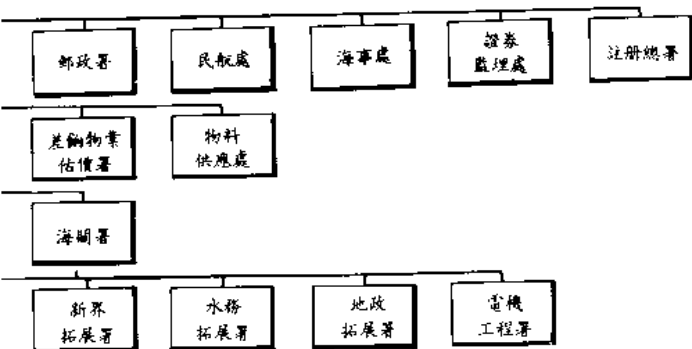 郵政署
民航處
海事處
證券
監理處
註册總署
差餉物業
估價署
物料
供應處
海關署
新界
拓展署
水務
拓展署
地政
拓展署
電機
工程署